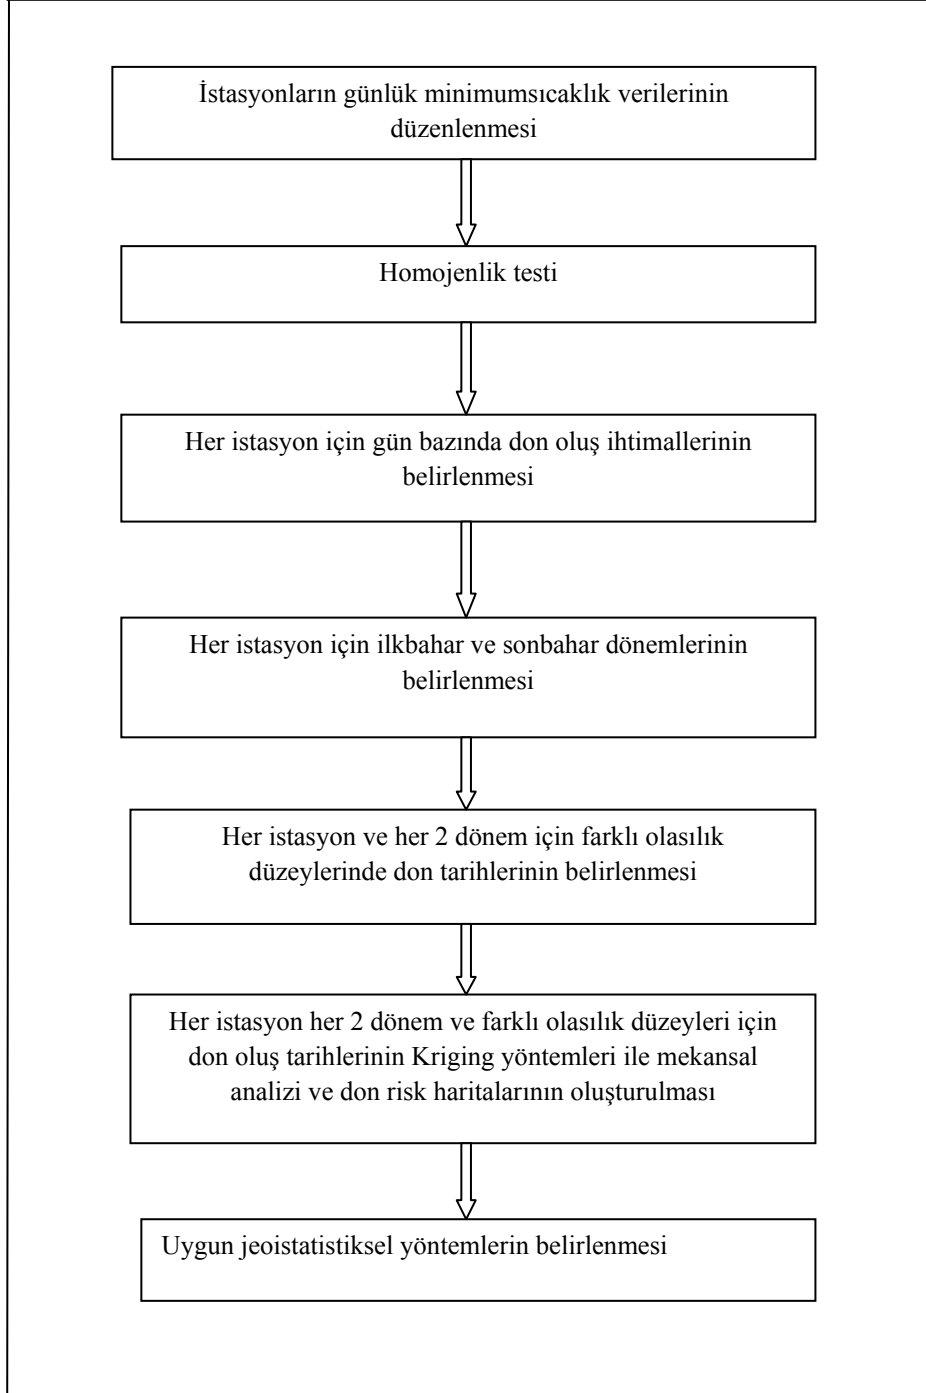 İstasyonların günlük minimumsıcaklık verilerinin
düzenlenmesi
Homojenlik testi
Her istasyon için gün bazında don oluş ihtimallerinin
belirlenmesi
Her istasyon için ilkbahar ve sonbahar dönemlerinin
belirlenmesi
Her istasyon ve her 2 dönem için farklı olasılık
düzeylerinde don tarihlerinin belirlenmesi
Her istasyon her 2 dönem ve farklı olasılık düzeyleri için
don oluş tarihlerinin Kriging yöntemleri ile mekansal
analizi ve don risk haritalarının oluşturulması
Uygun jeoistatistiksel yöntemlerin belirlenmesi